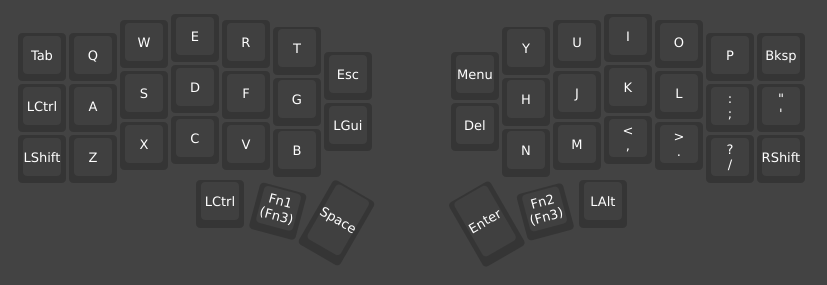 Tab Q W E R T Esc Menu Y U I O P Bksp
LCtrl A S D F G LGui Del H J K L : ; " '
LShift Z X C V B N M < , > . ? / RShift
LCtrl Fn1 (Fn3) Space Enter Fn2 (Fn3) LAlt